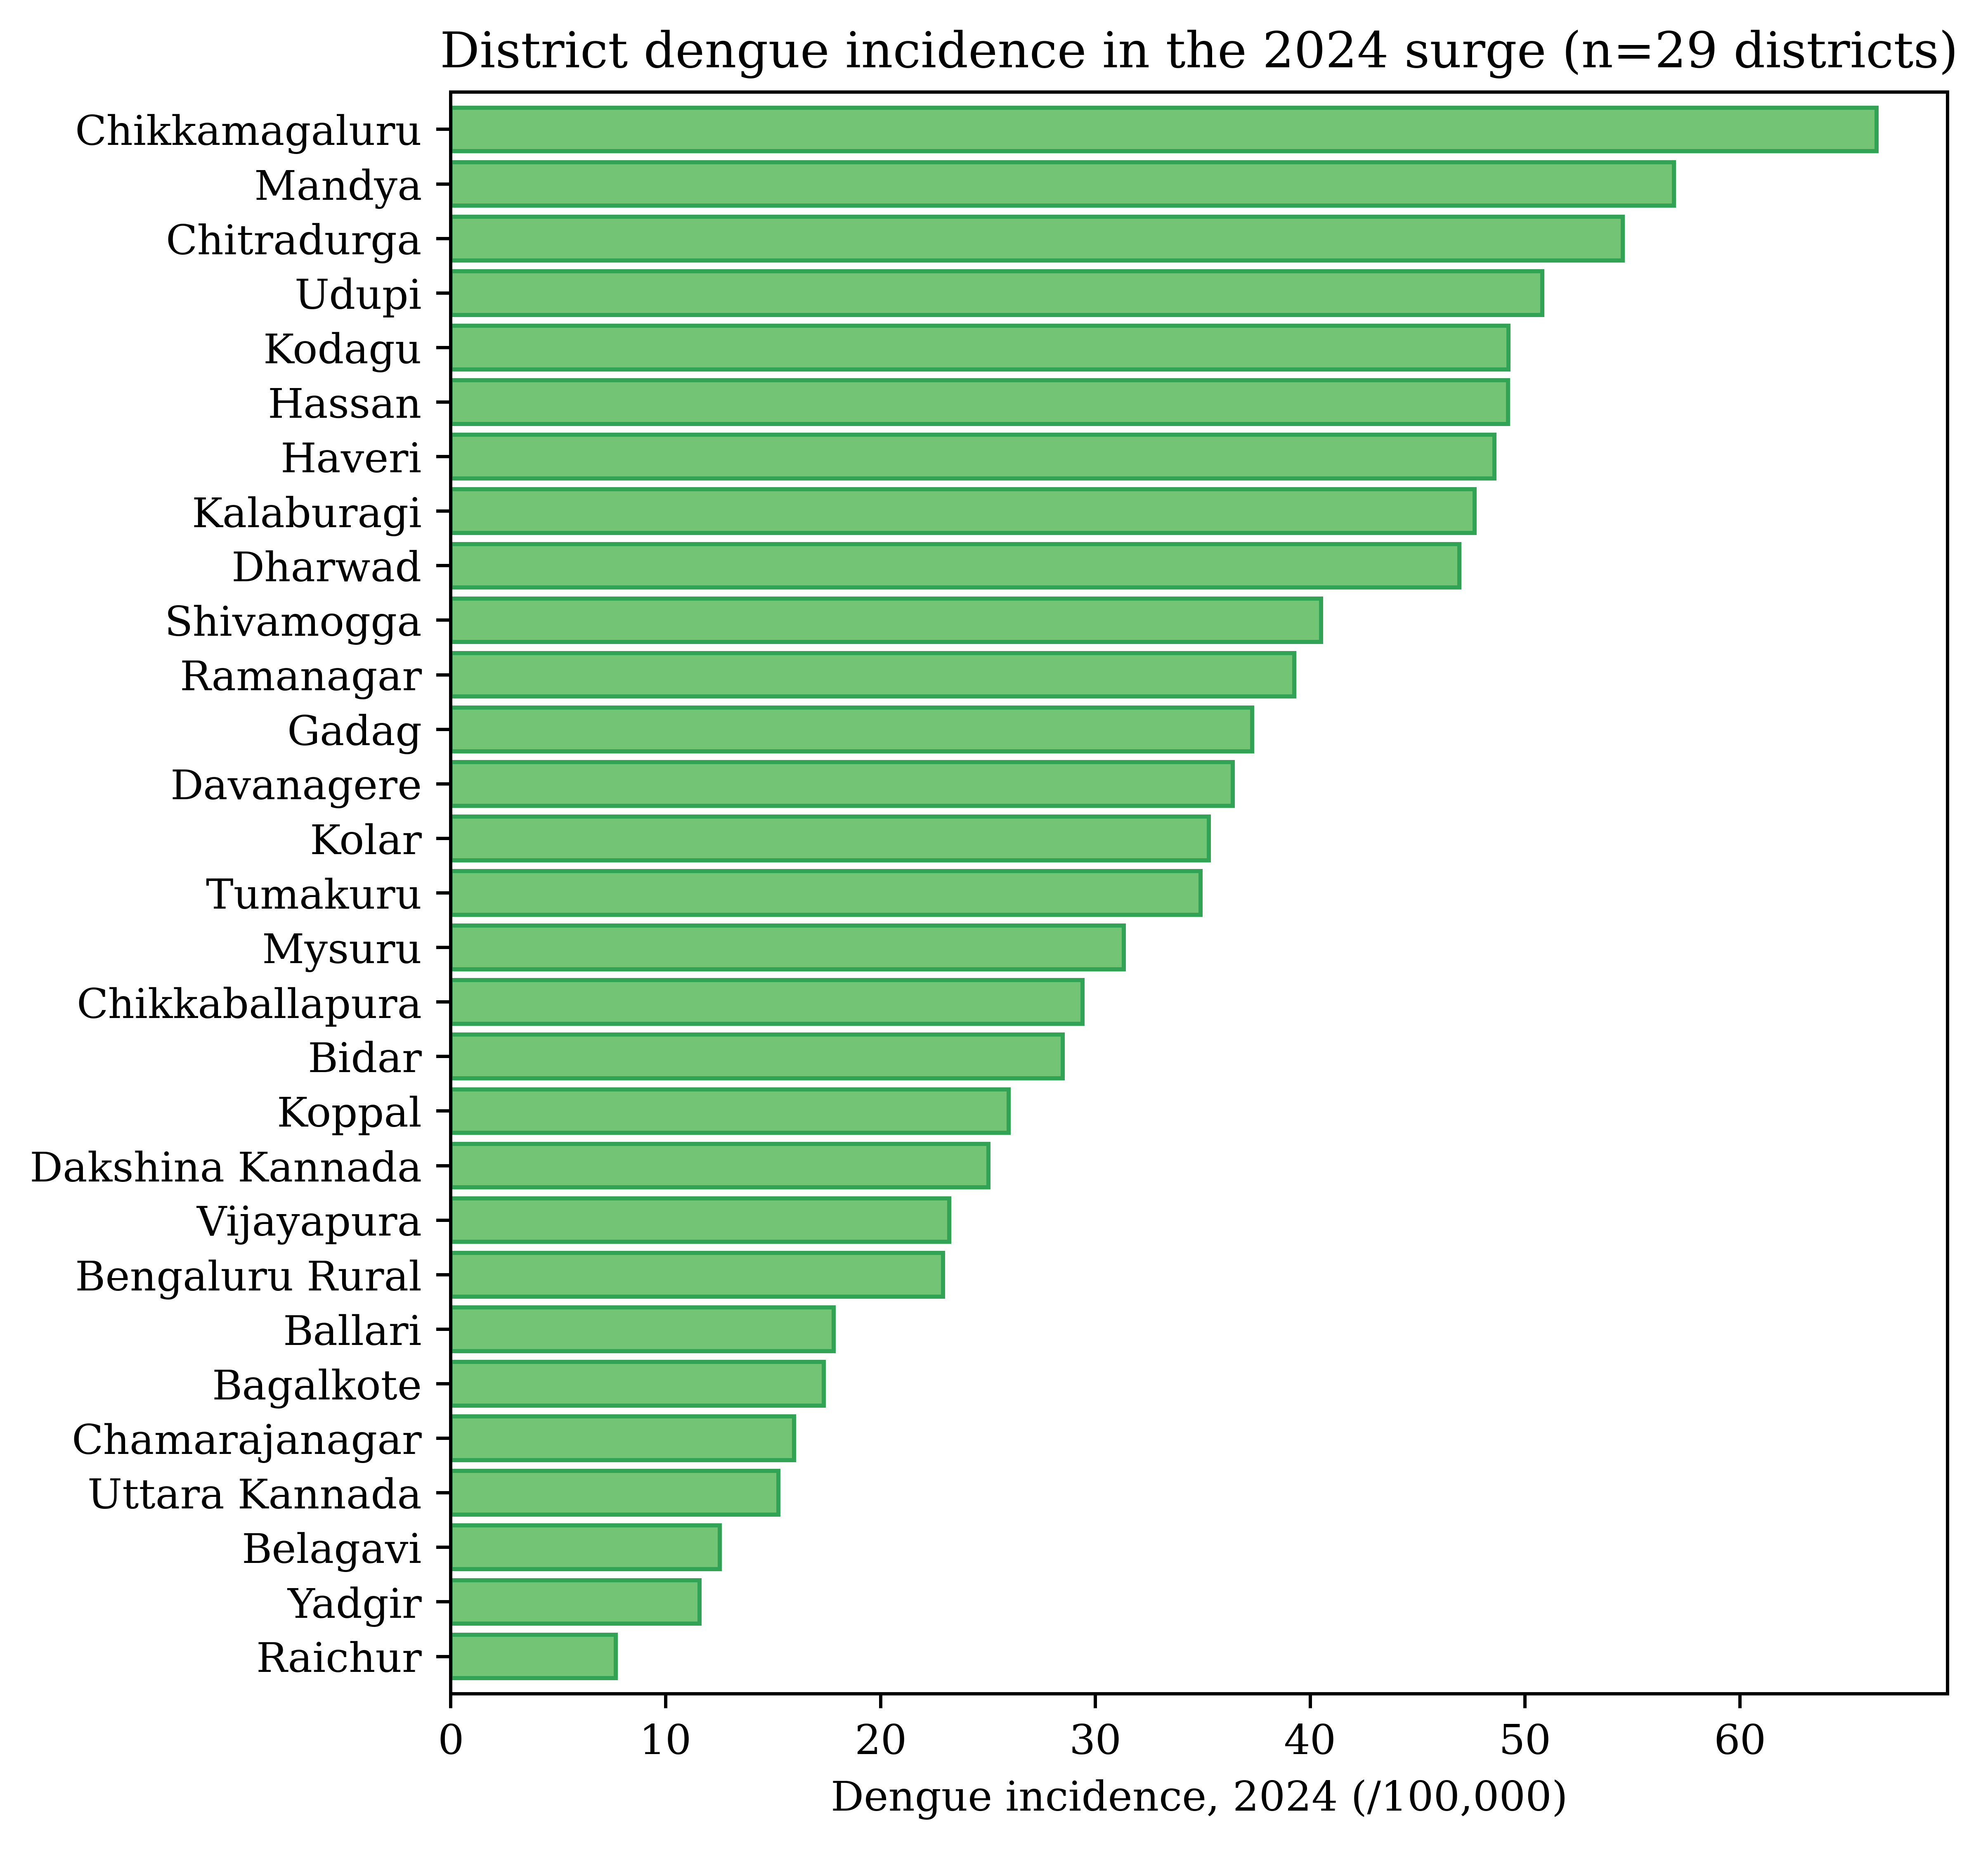 District dengue incidence in the 2024 surge (n=29 districts)
Chikkamagaluru
Mandya
Chitradurga
Udupi
Kodagu
Hassan
Haveri
Kalaburagi
Dharwad
Shivamogga
Ramanagar
Gadag
Davanagere
Kolar
Tumakuru
Mysuru
Chikkaballapura
Bidar
Koppal
Dakshina Kannada
Vijayapura
Bengaluru Rural
Ballari
Bagalkote
Chamarajanagar
Uttara Kannada
Belagavi
Yadgir
Raichur
0 10 20 30 40 50 60
Dengue incidence, 2024 (/100,000)